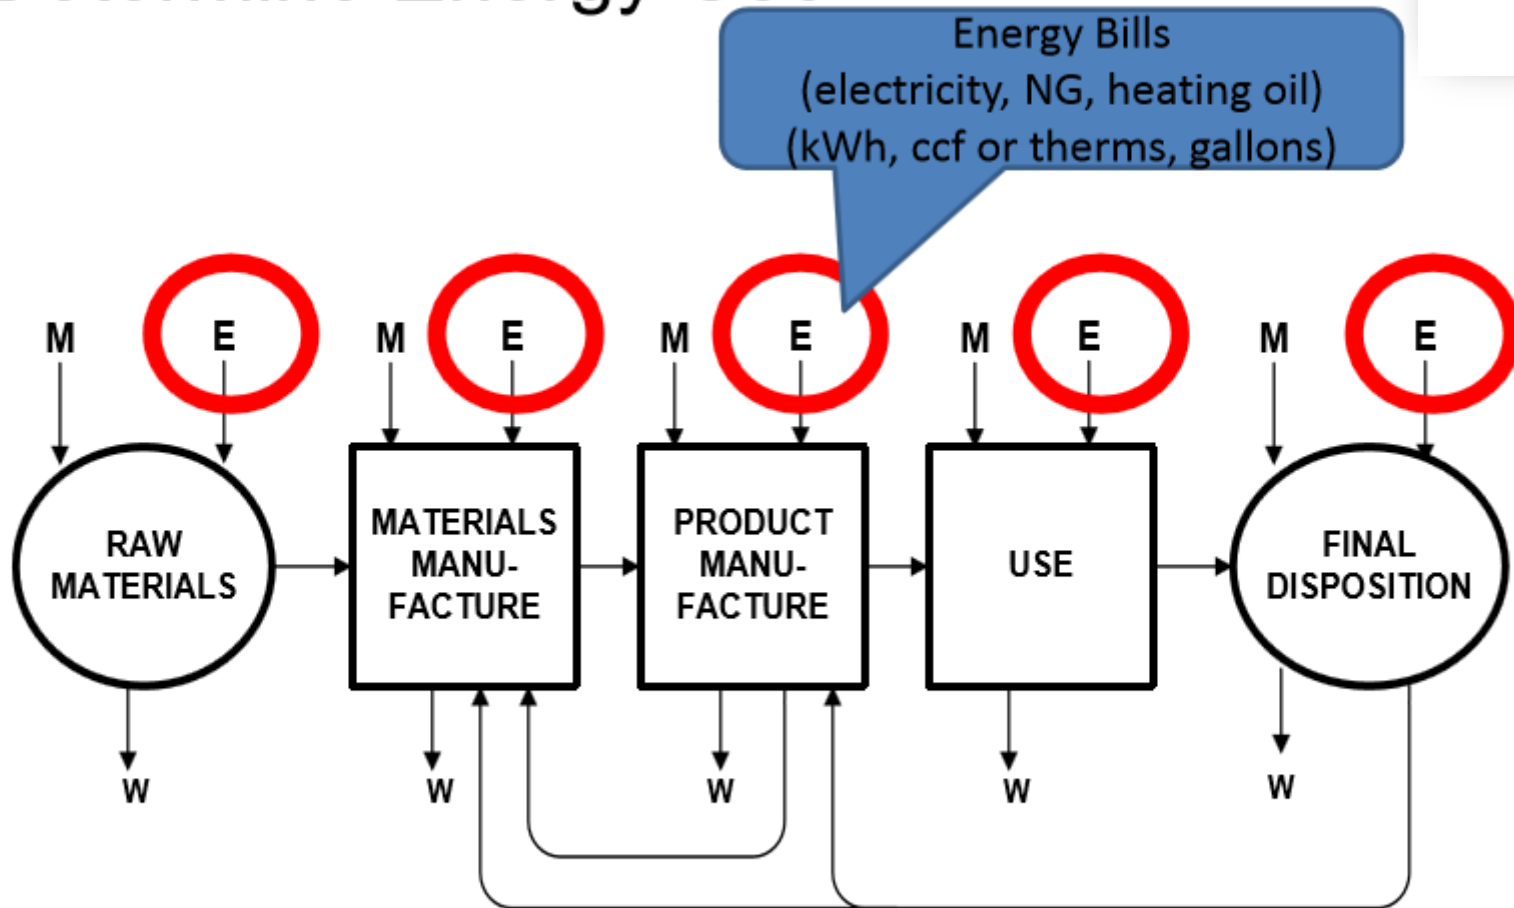 Energy Bills
(electricity, NG, heating oil)
(kWh, ccf or therms, gallons)
M E M E M E M E M E
RAW
MATERIALS
MATERIALS
MANU-
FACTURE
PRODUCT
MANU-
FACTURE
USE
FINAL
DISPOSITION
W W W W W